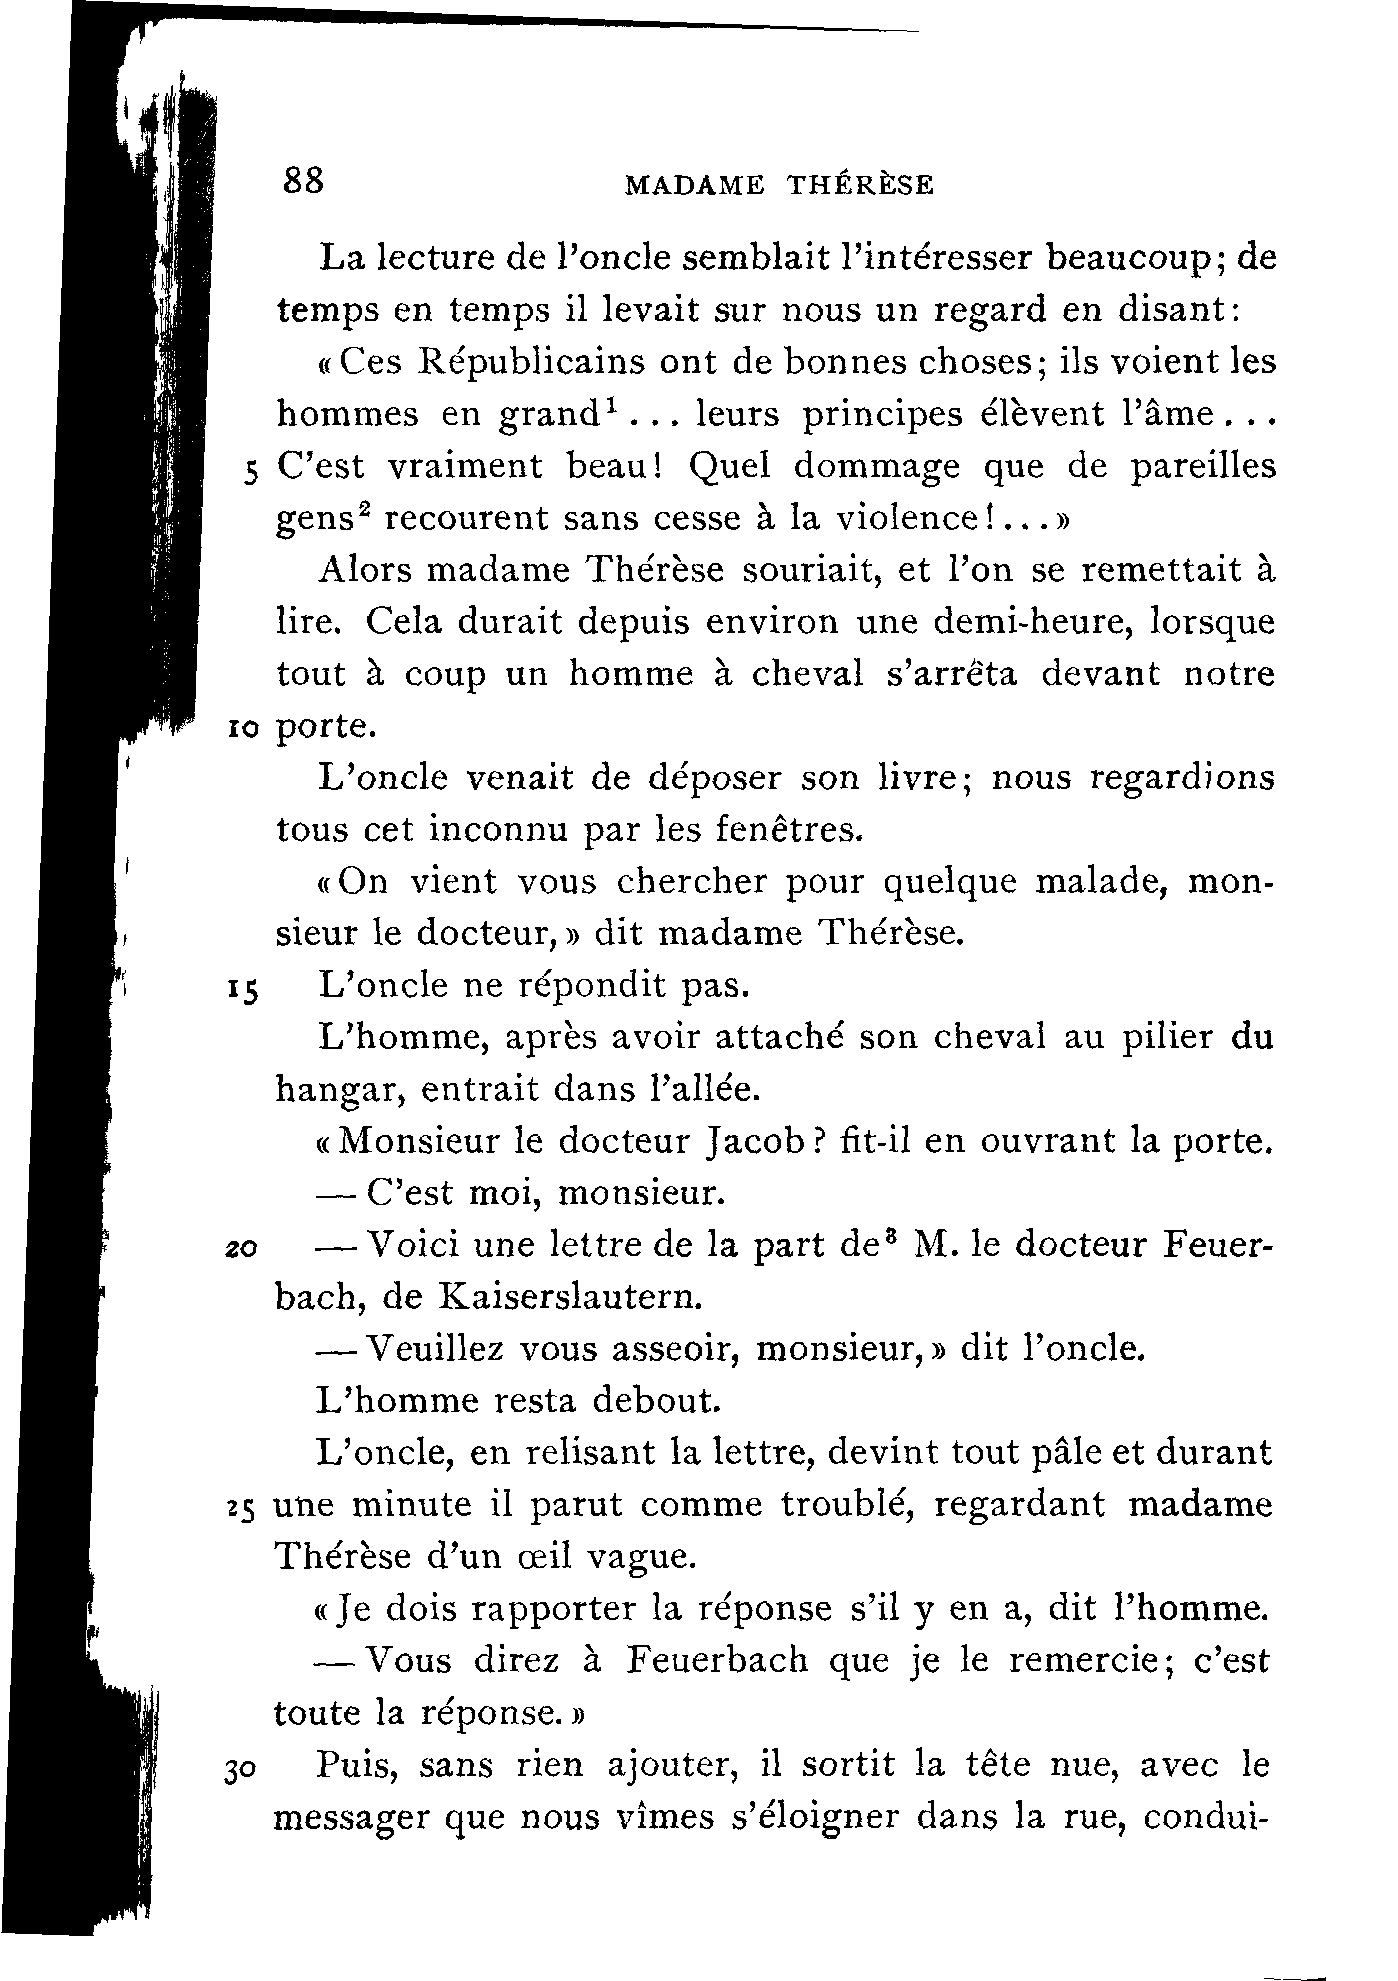 88 MADAME THÉRÈSE
La lecture de l'oncle semblait l'intéresser beaucoup; de
temps en temps il levait sur nous un regard en disant:
«Ces Républicains ont de bonnes choses; ils voient les
hommes en grand¹ ... leurs principes élèvent l'âme ...
5 C'est vraiment beau! Quel dommage que de pareilles
gens² recourent sans cesse à la violence!...»
Alors madame Thérèse souriait, et l'on se remettait à
lire. Cela durait depuis environ une demi-heure, lorsque
tout à coup un homme à cheval s'arrêta devant notre
10 porte.
L'oncle venait de déposer son livre; nous regardions
tous cet inconnu par les fenêtres.
«On vient vous chercher pour quelque malade, mon-
sieur le docteur,» dit madame Thérèse.
15 L'oncle ne répondit pas.
L'homme, après avoir attaché son cheval au pilier du
hangar, entrait dans l'allée.
«Monsieur le docteur Jacob? fit-il en ouvrant la porte.
— C'est moi, monsieur.
20 — Voici une lettre de la part de³ M. le docteur Feuer-
bach, de Kaiserslautern.
— Veuillez vous asseoir, monsieur,» dit l'oncle.
L'homme resta debout.
L'oncle, en relisant la lettre, devint tout pâle et durant
25 une minute il parut comme troublé, regardant madame
Thérèse d'un œil vague.
«Je dois rapporter la réponse s'il y en a, dit l'homme.
— Vous direz à Feuerbach que je le remercie; c'est
toute la réponse.»
30 Puis, sans rien ajouter, il sortit la tête nue, avec le
messager que nous vîmes s'éloigner dans la rue, condui-